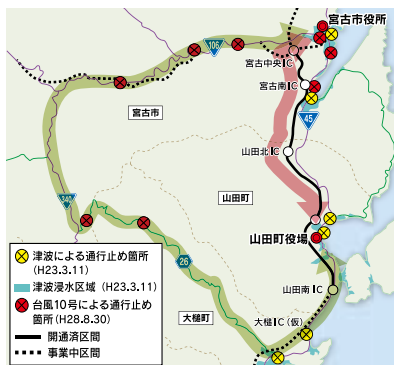 宮古市役所
106
宮古中央IC
宮古南IC
宮古市
45
山田北IC
340
山田町
山田町役場
26
山田南IC
大槌町
大槌IC（仮）
津波による通行止め箇所
（H23.3.11）
津波浸水区域（H23.3.11）
台風10号による通行止め
箇所（H28.8.30）
開通済区間
事業中区間